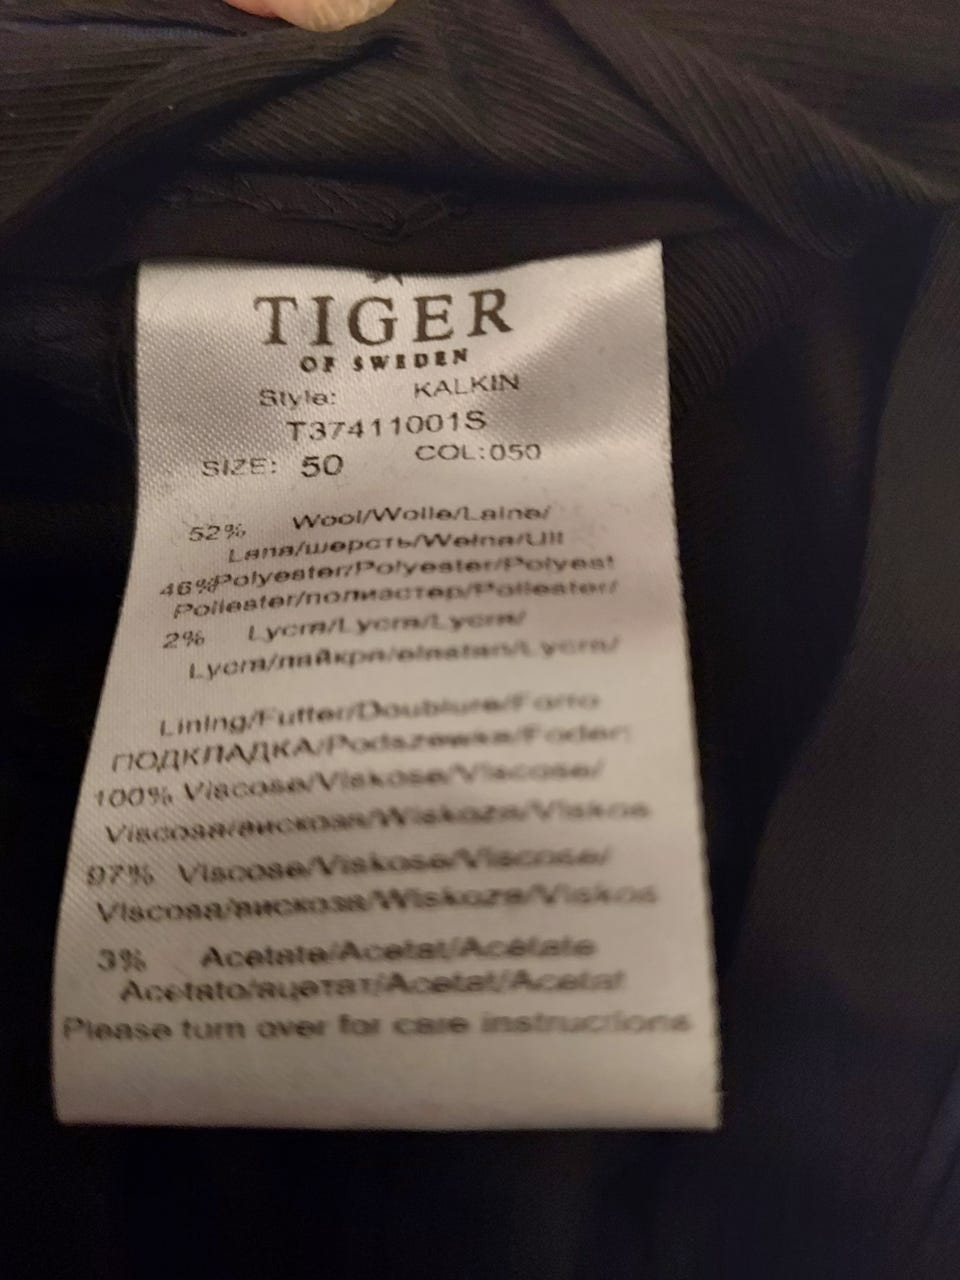 TIGER
OF SWEDEN
Style: KALKIN
T37411001S
SIZE: 50 COL:050
52% Wool/Wolle/Laine/
Lana/шерсть/Wełna/Ull
46%Polyester/Polyester/Polyest
Poliester/полиэстер/Poliester/
2% Lycra/Lycra/Lycra/
Lycra/лайкра/elastan/Lycra/
Lining/Futter/Doublure/Forro
ПОДКЛАДКА/Podszewka/Foder:
100% Viscose/Viskose/Viscose/
Viscosa/вискоза/Wiskoza/Viskos
97% Viscose/Viskose/Viscose/
Viscosa/вискоза/Wiskoza/Viskos
3% Acetate/Acetat/Acétate
Acetato/ацетат/Acetat/Acetat
Please turn over for care instructions